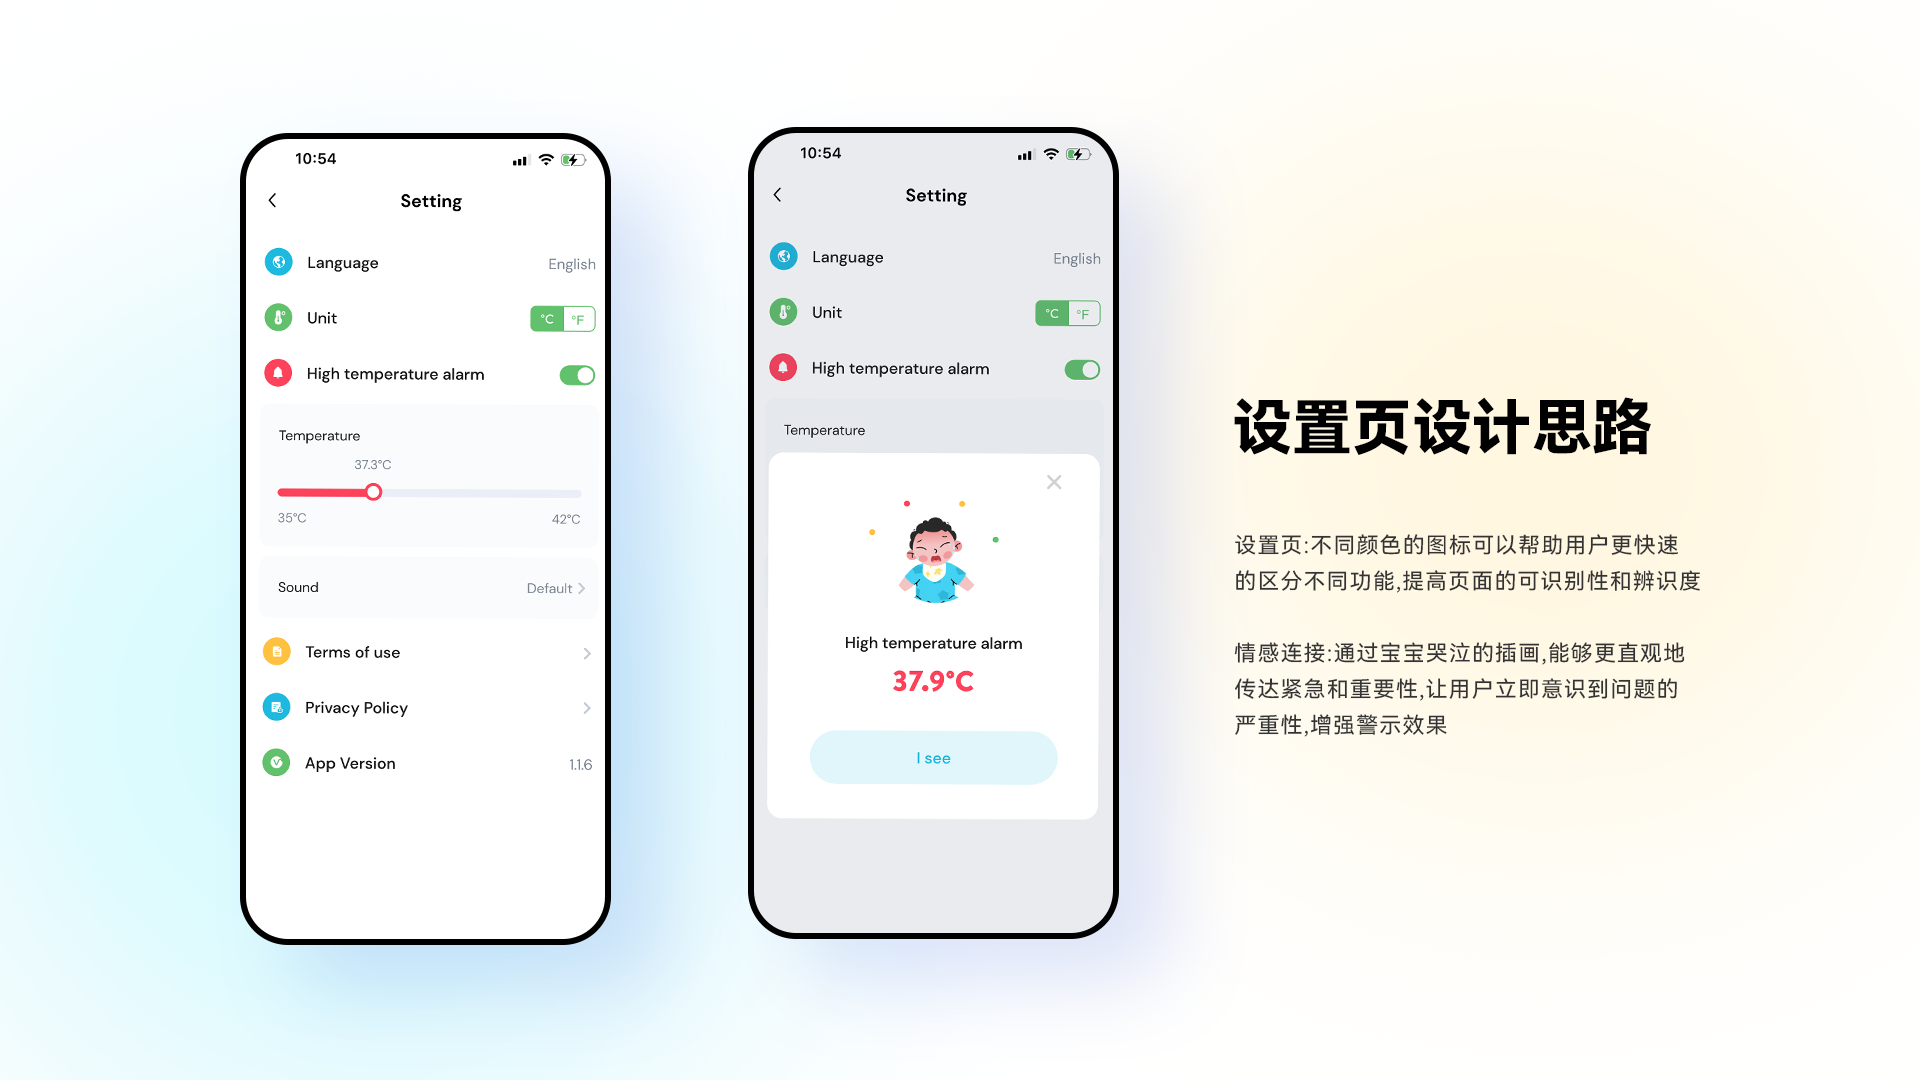 10:54
Setting
Language
English
Unit
°C
°F
High temperature alarm
Temperature
37.3°C
35°C
42°C
Sound
Default
Terms of use
Privacy Policy
App Version
1.1.6
10:54
Setting
Language
English
Unit
°C
°F
High temperature alarm
Temperature
High temperature alarm
37.9°C
I see
设置页设计思路
设置页:不同颜色的图标可以帮助用户更快速
的区分不同功能,提高页面的可识别性和辨识度
情感连接:通过宝宝哭泣的插画,能够更直观地
传达紧急和重要性,让用户立即意识到问题的
严重性,增强警示效果